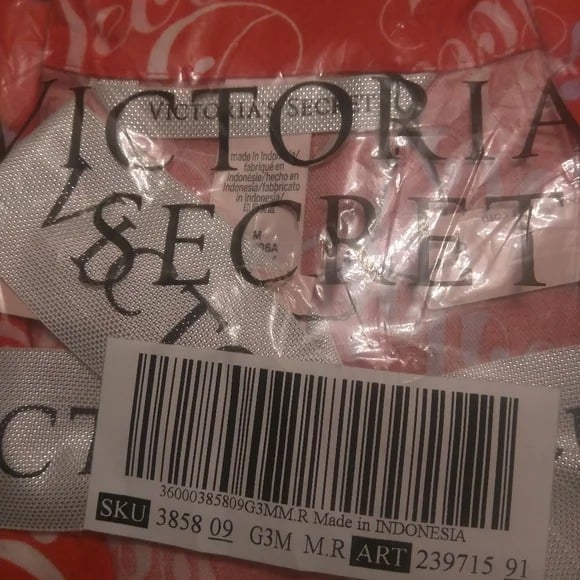 VICTORIA
SECRET
VICTORIA'S SECRET
made in Indonesia/
fabriqué en
Indonésie/hecho en
Indonesia/fabbricato
in Indonesia/
M
36000385809G3MM.R Made in INDONESIA
SKU 3858 09 G3M M.R ART 239715 91